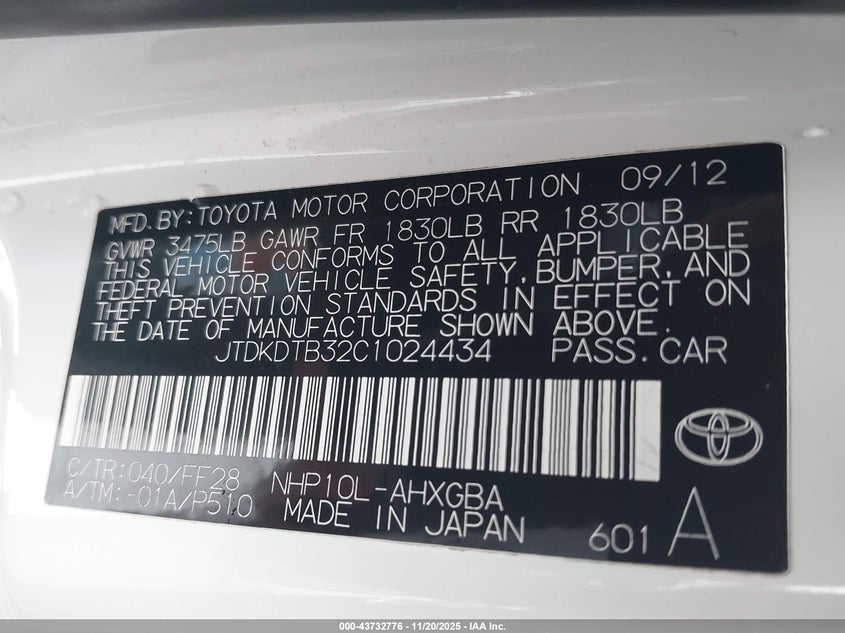 MFD.BY:TOYOTA MOTOR CORPORATION 09/12
GVWR 3475LB GAWR FR 1830LB RR 1830LB
THIS VEHICLE CONFORMS TO ALL APPLICABLE
FEDERAL MOTOR VEHICLE SAFETY,BUMPER,AND
THEFT PREVENTION STANDARDS IN EFFECT ON
THE DATE OF MANUFACTURE SHOWN ABOVE.
JTDKDTB32C1024434 PASS.CAR
C/TR:040/FF28 NHP10L-AHXGBA
A/TM:-01A/P510 MADE IN JAPAN
601 A
000-43732776 - 11/20/2025 - IAA Inc.